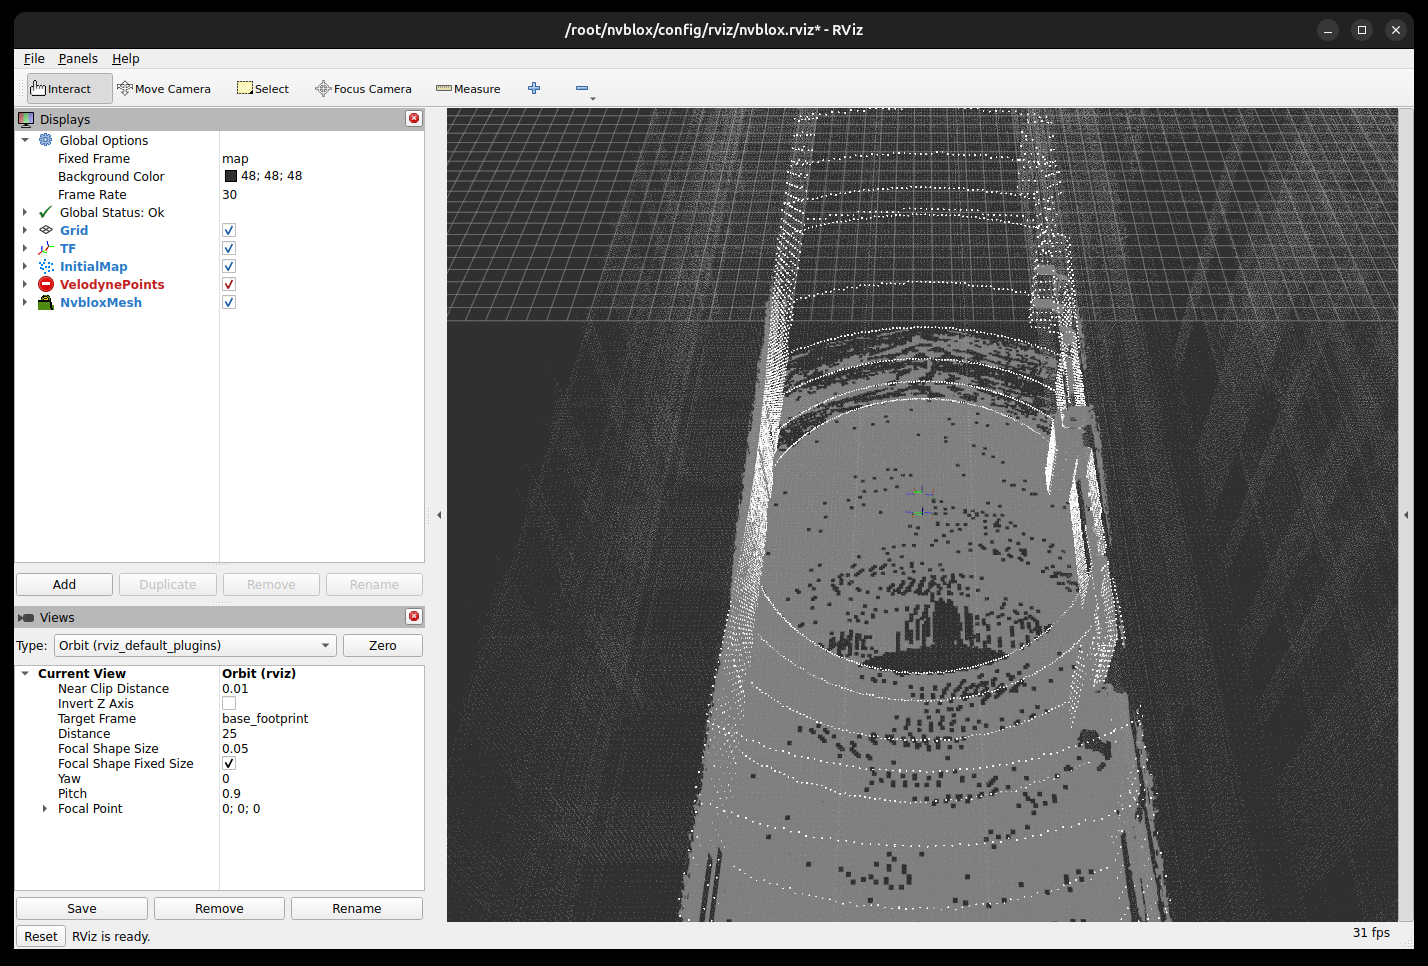 /root/nvblox/config/rviz/nvblox.rviz* - RViz
File Panels Help
Interact Move Camera Select Focus Camera Measure
Displays
Global Options
Fixed Frame map
Background Color 48; 48; 48
Frame Rate 30
Global Status: Ok
Grid
TF
InitialMap
VelodynePoints
NvbloxMesh
Add Duplicate Remove Rename
Views
Type: Orbit (rviz_default_plugins) Zero
Current View Orbit (rviz)
Near Clip Distance 0.01
Invert Z Axis
Target Frame base_footprint
Distance 25
Focal Shape Size 0.05
Focal Shape Fixed Size
Yaw 0
Pitch 0.9
Focal Point 0; 0; 0
Save Remove Rename
Reset RViz is ready. 31 fps